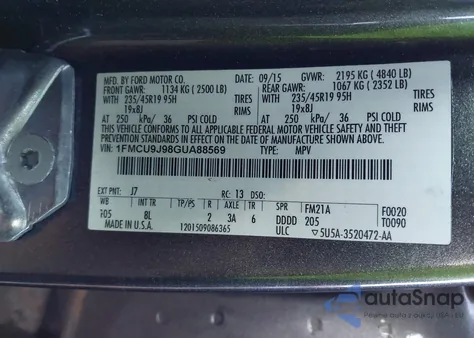 MFD. BY FORD MOTOR CO.
DATE: 09/15 GVWR: 2195 KG ( 4840 LB)
FRONT GAWR: 1134 KG ( 2500 LB) REAR GAWR: 1067 KG ( 2352 LB)
WITH WITH
235/45R19 95H TIRES 235/45R19 95H TIRES
19x8J RIMS 19x8J RIMS
AT 250 kPa/ 36 PSI COLD AT 250 kPa/ 36 PSI COLD
THIS VEHICLE CONFORMS TO ALL APPLICABLE FEDERAL MOTOR VEHICLE SAFETY AND THEFT PREVENTION STANDARDS IN EFFECT ON THE DATE OF MANUFACTURE SHOWN ABOVE.
VIN: 1FMCU9J98GUA88569
TYPE: MPV
EXT PNT: J7 RC: 13 DSO:
WB TP/PS R AXLE TR A FM21A F0020
BL 2 3A 6 DDDD 205 T0090
MADE IN U.S.A. 1201509086365 ULC 5U5A-3520472-AA
autoSnap